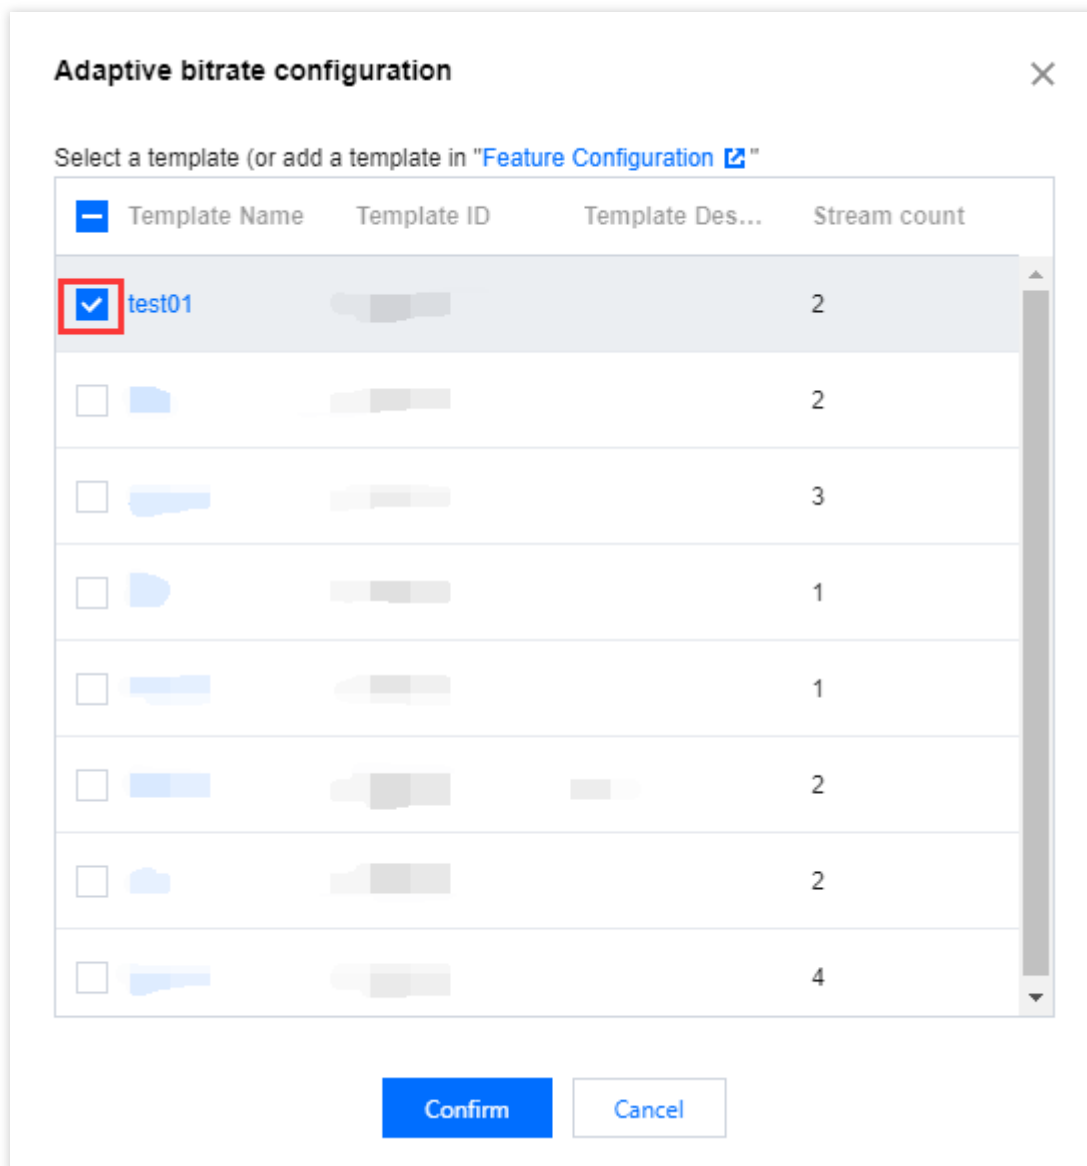 Adaptive bitrate configuration
Select a template (or add a template in "Feature Configuration "
Template Name Template ID Template Des... Stream count
test01 2
2
3
1
1
2
2
4
Confirm Cancel